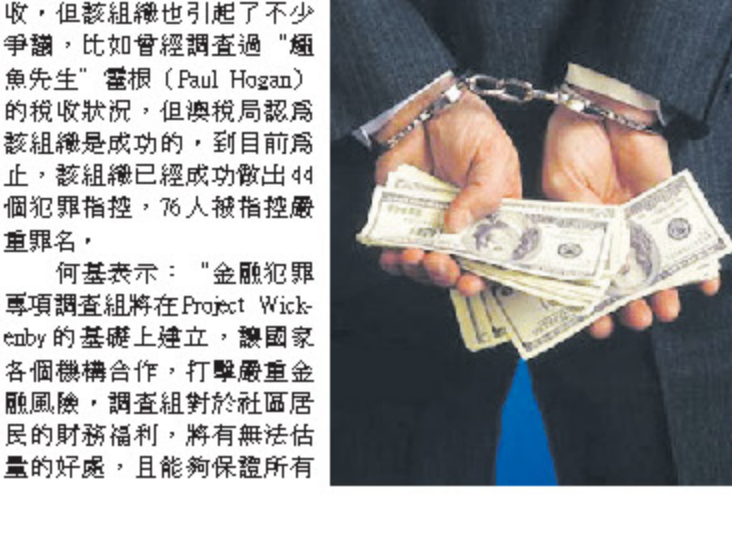 收，但該組織也引起了不少
爭議，比如曾經調查過“鱷
魚先生”霍根（Paul Hogan）
的稅收狀況，但澳稅局認爲
該組織是成功的，到目前爲
止，該組織已經成功做出44
個犯罪指控，76人被指控嚴
重罪名，
何基表示：“金融犯罪
專項調查組將在Project Wick-
enby的基礎上建立，讓國家
各個機構合作，打擊嚴重金
融風險，調查組對於社區居
民的財務福利，將有無法估
量的好處，且能夠保證所有